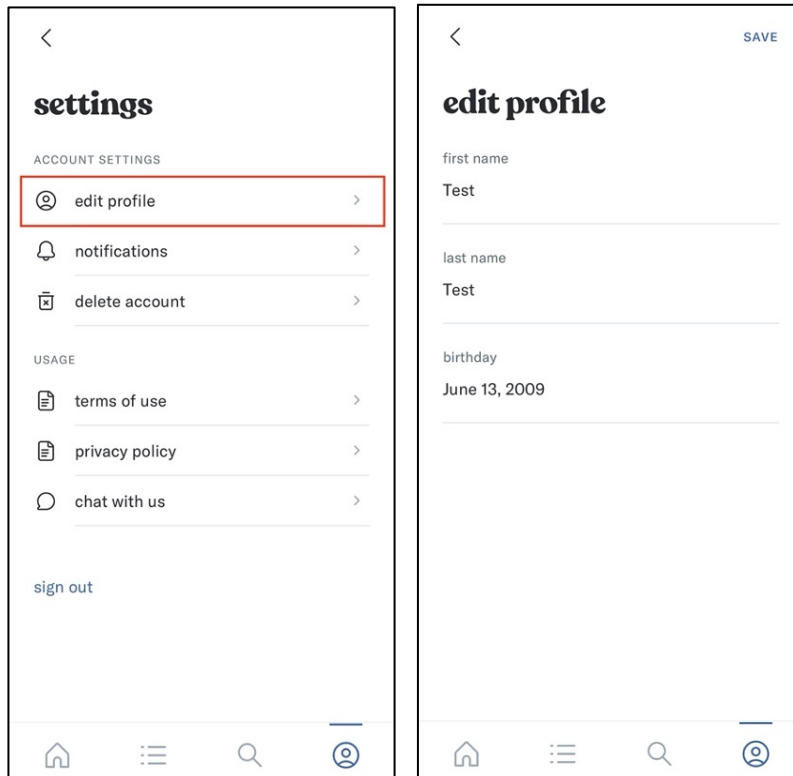 settings
ACCOUNT SETTINGS
edit profile
notifications
delete account
USAGE
terms of use
privacy policy
chat with us
sign out
SAVE
edit profile
first name
Test
last name
Test
birthday
June 13, 2009